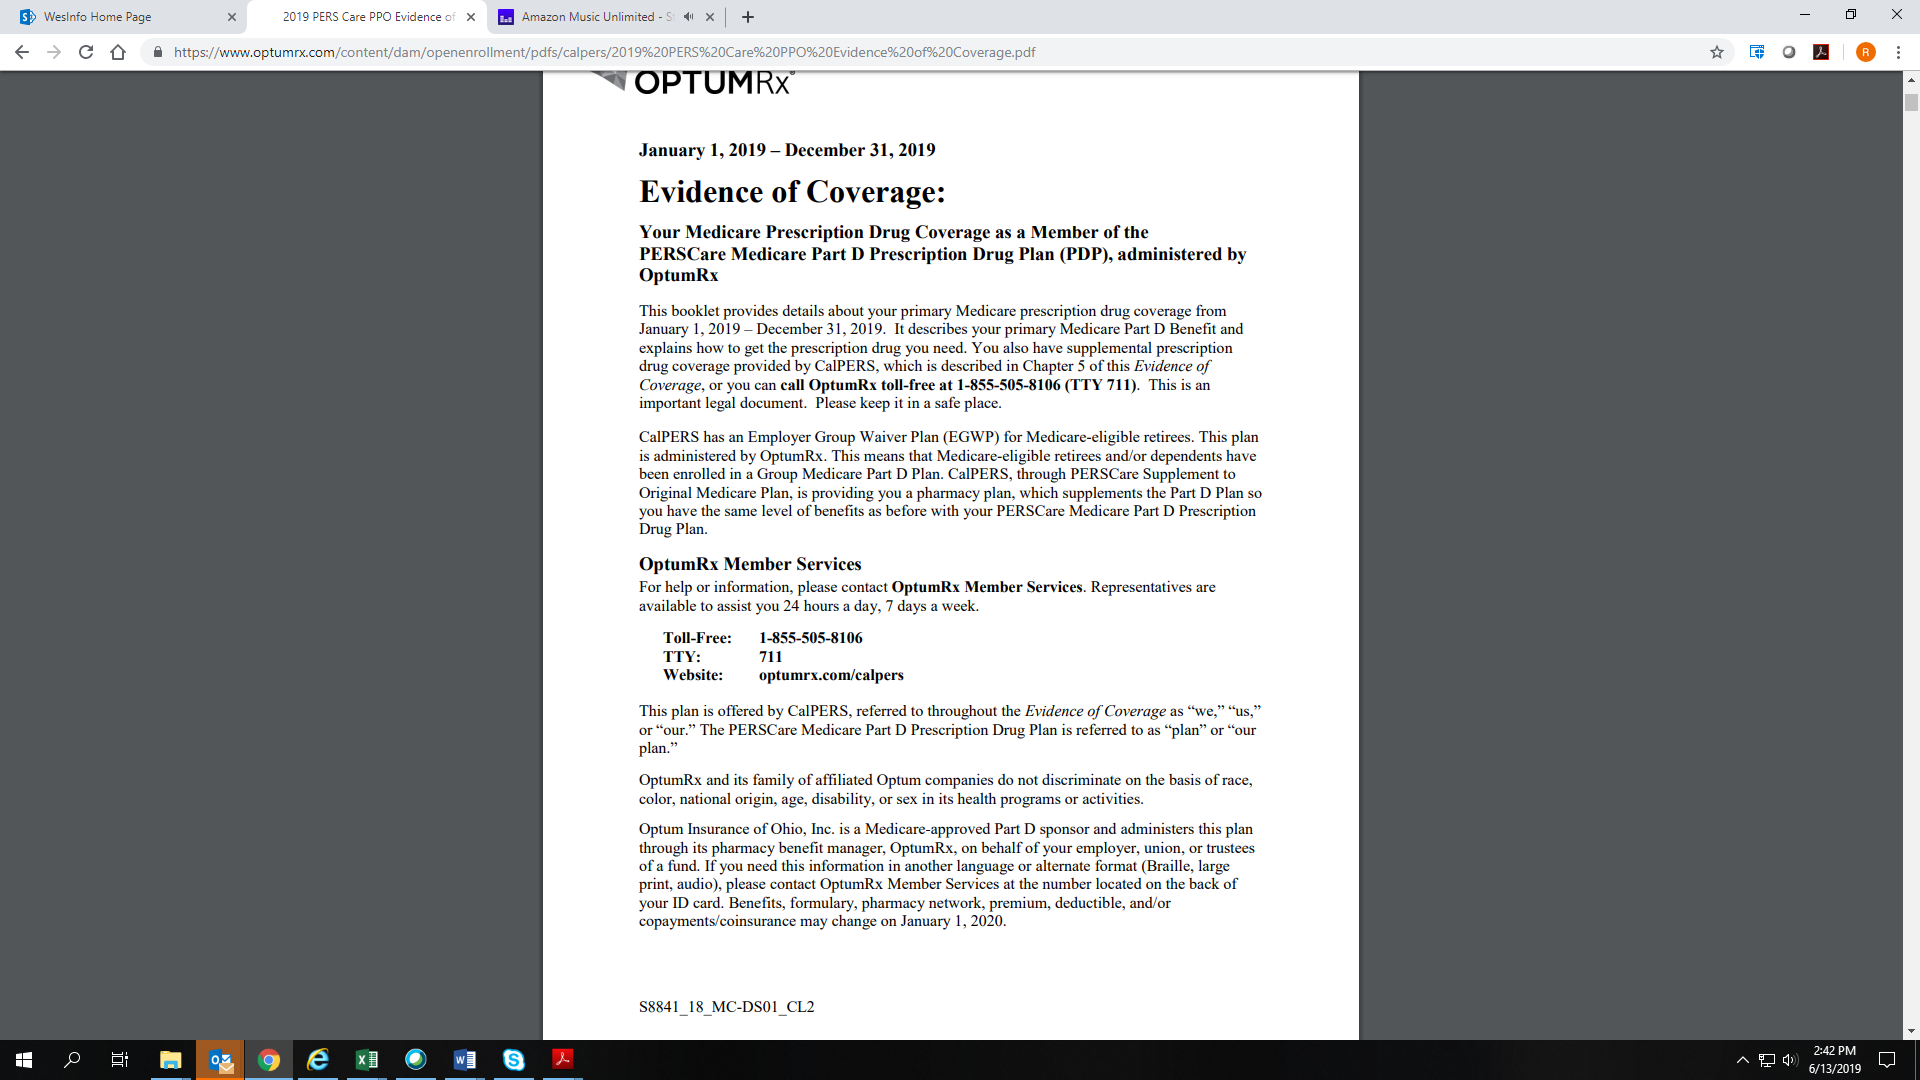 WesInfo Home Page
2019 PERS Care PPO Evidence of
Amazon Music Unlimited - S
https://www.optumrx.com/content/dam/openenrollment/pdfs/calpers/2019%20PERS%20Care%20PPO%20Evidence%20of%20Coverage.pdf
R
OPTUMRx®
January 1, 2019 – December 31, 2019
Evidence of Coverage:
Your Medicare Prescription Drug Coverage as a Member of the
PERSCare Medicare Part D Prescription Drug Plan (PDP), administered by
OptumRx
This booklet provides details about your primary Medicare prescription drug coverage from
January 1, 2019 – December 31, 2019. It describes your primary Medicare Part D Benefit and
explains how to get the prescription drug you need. You also have supplemental prescription
drug coverage provided by CalPERS, which is described in Chapter 5 of this Evidence of
Coverage, or you can call OptumRx toll-free at 1-855-505-8106 (TTY 711). This is an
important legal document. Please keep it in a safe place.
CalPERS has an Employer Group Waiver Plan (EGWP) for Medicare-eligible retirees. This plan
is administered by OptumRx. This means that Medicare-eligible retirees and/or dependents have
been enrolled in a Group Medicare Part D Plan. CalPERS, through PERSCare Supplement to
Original Medicare Plan, is providing you a pharmacy plan, which supplements the Part D Plan so
you have the same level of benefits as before with your PERSCare Medicare Part D Prescription
Drug Plan.
OptumRx Member Services
For help or information, please contact OptumRx Member Services. Representatives are
available to assist you 24 hours a day, 7 days a week.
Toll-Free: 1-855-505-8106
TTY: 711
Website: optumrx.com/calpers
This plan is offered by CalPERS, referred to throughout the Evidence of Coverage as “we,” “us,”
or “our.” The PERSCare Medicare Part D Prescription Drug Plan is referred to as “plan” or “our
plan.”
OptumRx and its family of affiliated Optum companies do not discriminate on the basis of race,
color, national origin, age, disability, or sex in its health programs or activities.
Optum Insurance of Ohio, Inc. is a Medicare-approved Part D sponsor and administers this plan
through its pharmacy benefit manager, OptumRx, on behalf of your employer, union, or trustees
of a fund. If you need this information in another language or alternate format (Braille, large
print, audio), please contact OptumRx Member Services at the number located on the back of
your ID card. Benefits, formulary, pharmacy network, premium, deductible, and/or
copayments/coinsurance may change on January 1, 2020.
S8841_18_MC-DS01_CL2
2:42 PM
6/13/2019